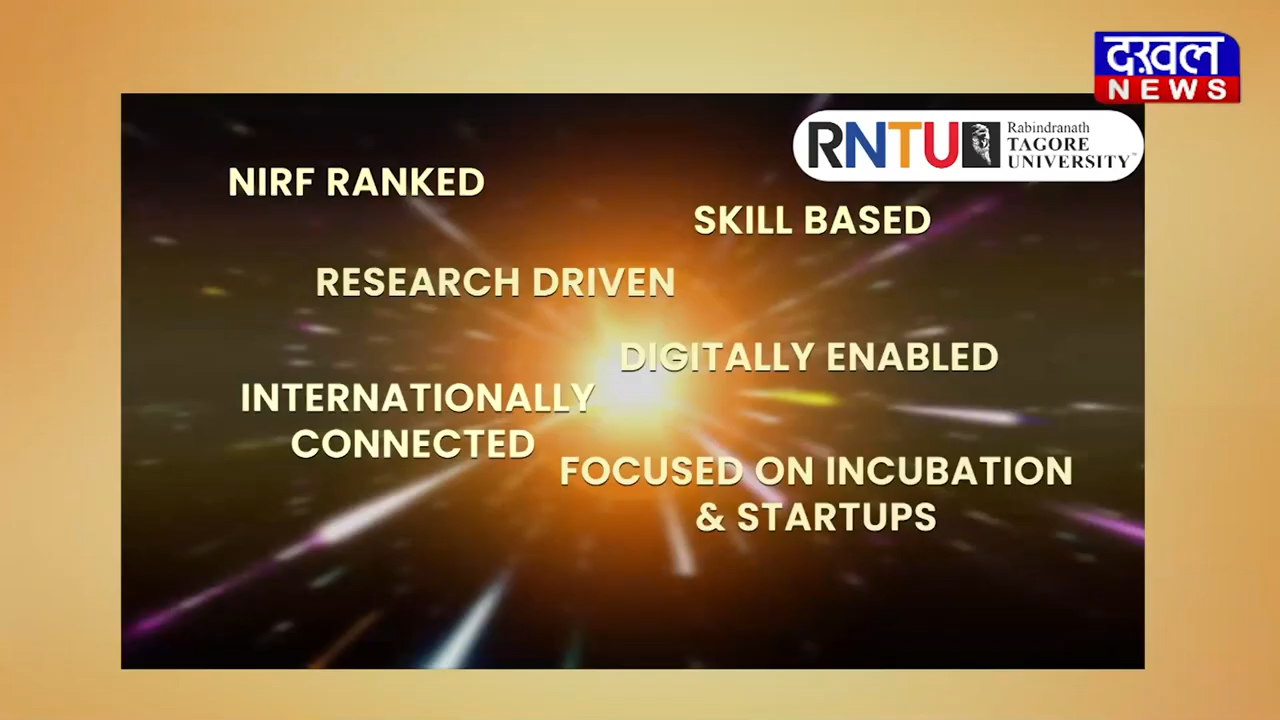 दख़ल
NEWS
RNTU
Rabindranath
TAGORE
UNIVERSITY™
NIRF RANKED
SKILL BASED
RESEARCH DRIVEN
DIGITALLY ENABLED
INTERNATIONALLY
CONNECTED
FOCUSED ON INCUBATION
& STARTUPS